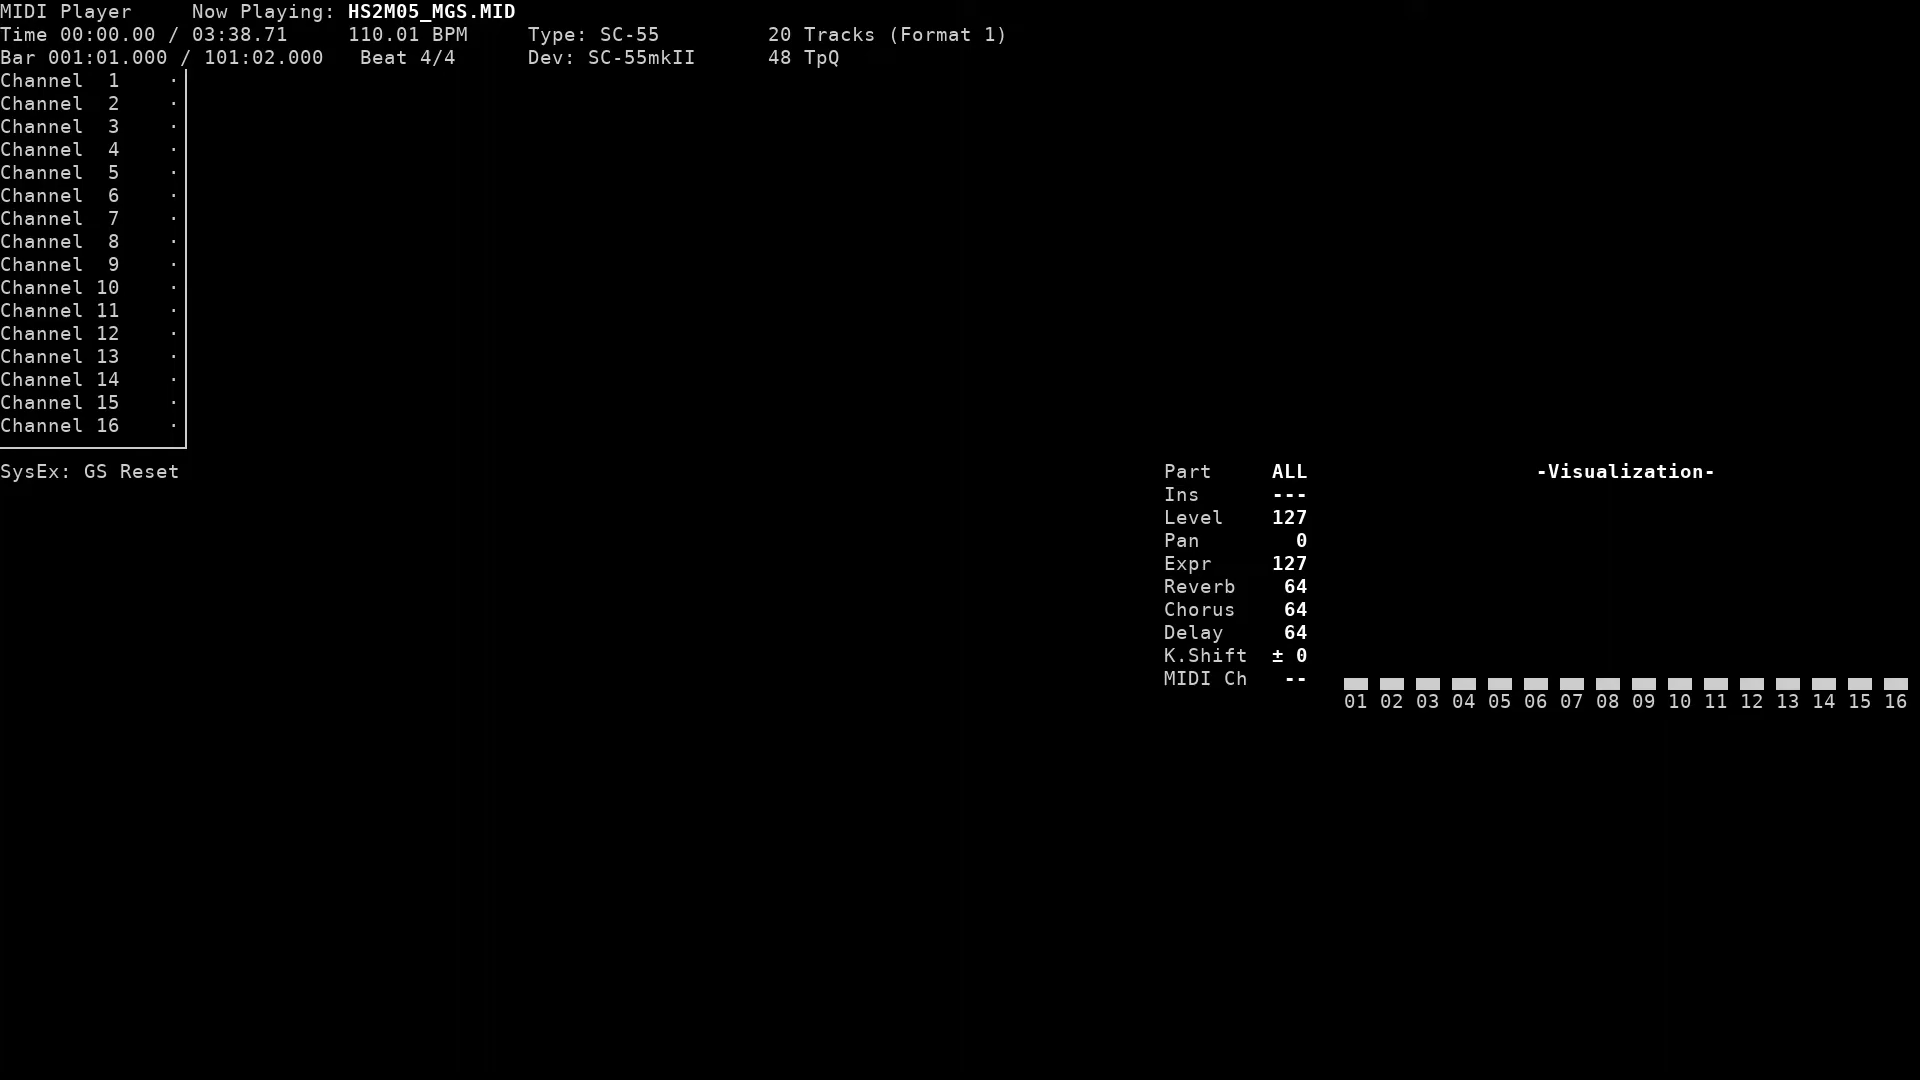 MIDI Player     Now Playing: HS2M05_MGS.MID
Time 00:00.00 / 03:38.71     110.01 BPM     Type: SC-55         20 Tracks (Format 1)
Bar 001:01.000 / 101:02.000   Beat 4/4      Dev: SC-55mkII      48 TpQ
Channel  1    ·
Channel  2    ·
Channel  3    ·
Channel  4    ·
Channel  5    ·
Channel  6    ·
Channel  7    ·
Channel  8    ·
Channel  9    ·
Channel 10    ·
Channel 11    ·
Channel 12    ·
Channel 13    ·
Channel 14    ·
Channel 15    ·
Channel 16    ·
SysEx: GS Reset
Part     ALL
Ins      ---
Level    127
Pan        0
Expr     127
Reverb    64
Chorus    64
Delay     64
K.Shift  ± 0
MIDI Ch   --
-Visualization-
01 02 03 04 05 06 07 08 09 10 11 12 13 14 15 16